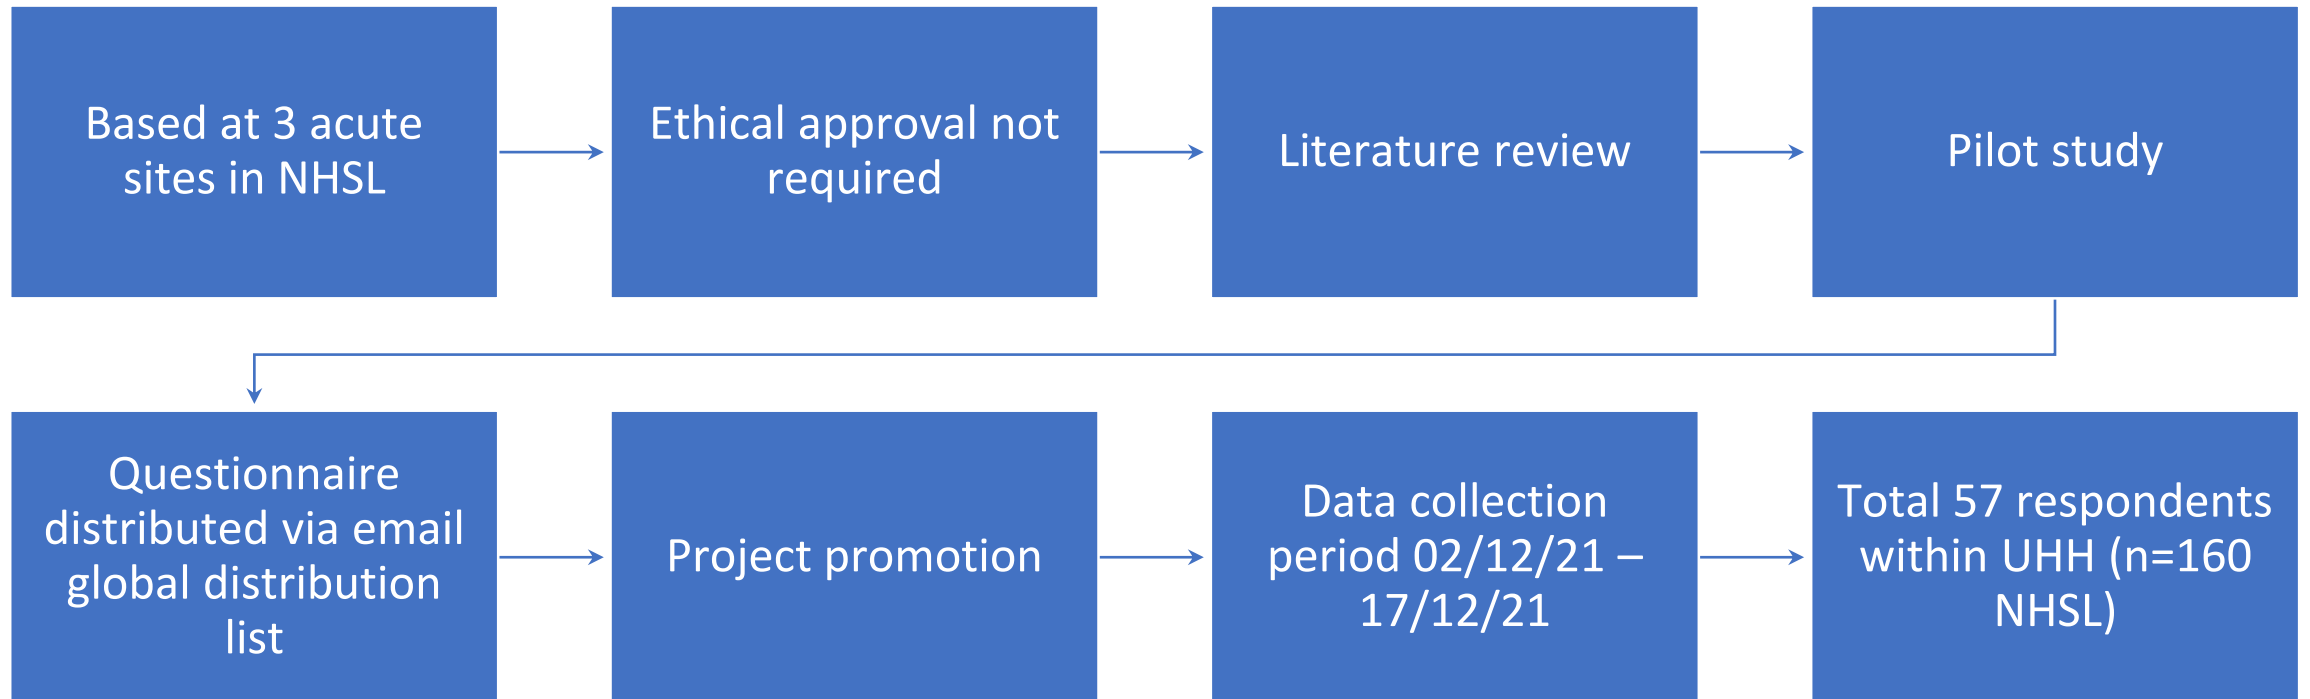 Based at 3 acute
sites in NHSL
Ethical approval not
required
Literature review
Pilot study
Questionnaire
distributed via email
global distribution
list
Project promotion
Data collection
period 02/12/21 –
17/12/21
Total 57 respondents
within UHH (n=160
NHSL)